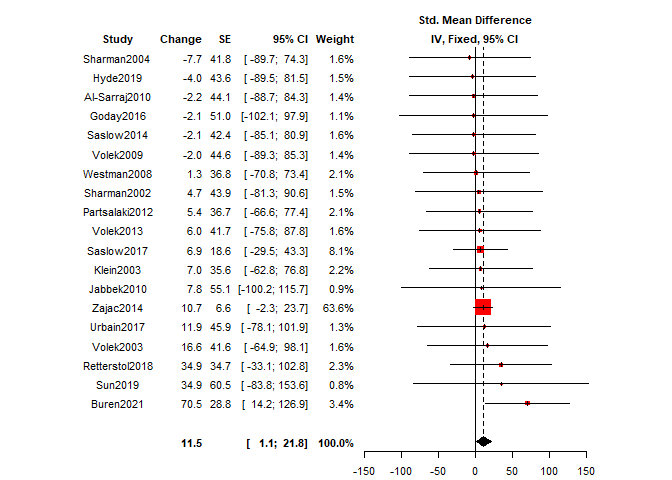 Std. Mean Difference
Study Change SE 95% CI Weight IV, Fixed, 95% CI
Sharman2004 -7.7 41.8 [ -89.7; 74.3] 1.6%
Hyde2019 -4.0 43.6 [ -89.5; 81.5] 1.5%
Al-Sarraj2010 -2.2 44.1 [ -88.7; 84.3] 1.4%
Goday2016 -2.1 51.0 [-102.1; 97.9] 1.1%
Saslow2014 -2.1 42.4 [ -85.1; 80.9] 1.6%
Volek2009 -2.0 44.6 [ -89.3; 85.3] 1.4%
Westman2008 1.3 36.8 [ -70.8; 73.4] 2.1%
Sharman2002 4.7 43.9 [ -81.3; 90.6] 1.5%
Partsalaki2012 5.4 36.7 [ -66.6; 77.4] 2.1%
Volek2013 6.0 41.7 [ -75.8; 87.8] 1.6%
Saslow2017 6.9 18.6 [ -29.5; 43.3] 8.1%
Klein2003 7.0 35.6 [ -62.8; 76.8] 2.2%
Jabbek2010 7.8 55.1 [-100.2; 115.7] 0.9%
Zajac2014 10.7 6.6 [ -2.3; 23.7] 63.6%
Urbain2017 11.9 45.9 [ -78.1; 101.9] 1.3%
Volek2003 16.6 41.6 [ -64.9; 98.1] 1.6%
Retterstol2018 34.9 34.7 [ -33.1; 102.8] 2.3%
Sun2019 34.9 60.5 [ -83.8; 153.6] 0.8%
Buren2021 70.5 28.8 [ 14.2; 126.9] 3.4%
11.5 [ 1.1; 21.8] 100.0%
-150 -100 -50 0 50 100 150